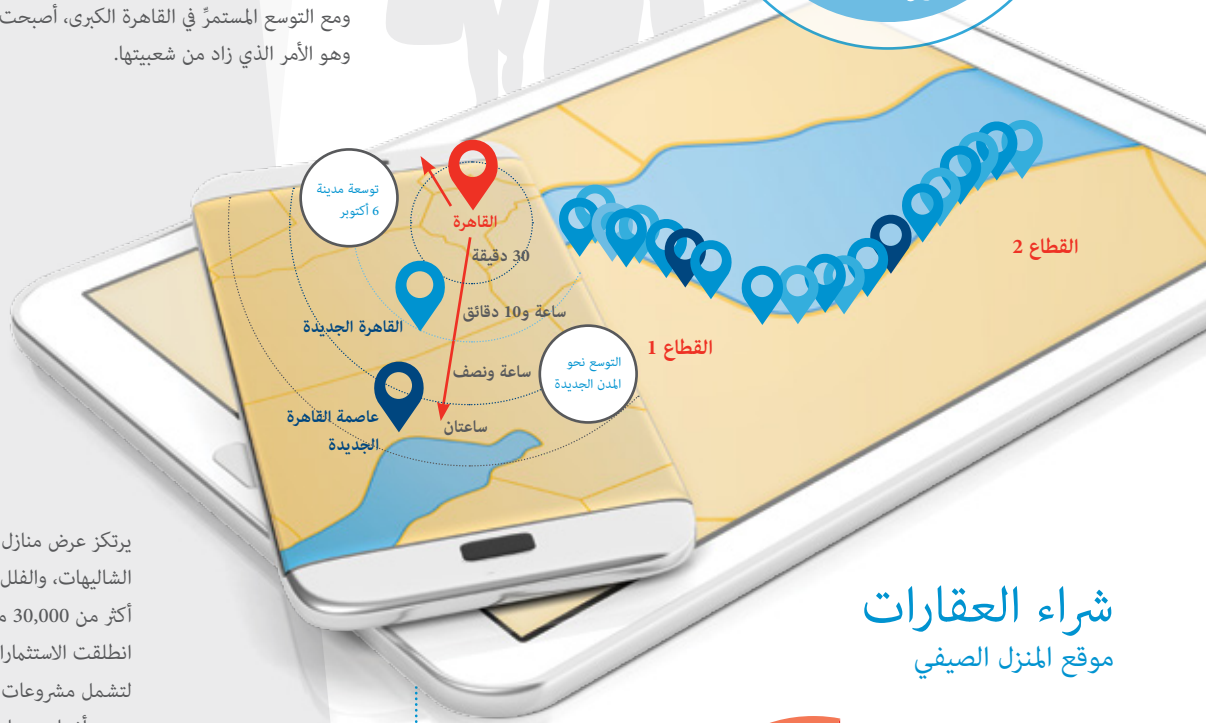 ومع التوسع المستمرِّ في القاهرة الكبرى، أصبحت
وهو الأمر الذي زاد من شعبيتها.
توسعة مدينة
6 أكتوبر
القاهرة
30 دقيقة
القاهرة الجديدة
ساعة و10 دقائق
ساعة ونصف
التوسع نحو
المدن الجديدة
عاصمة القاهرة
الجديدة
ساعتان
القطاع 1
القطاع 2
يرتكز عرض منازل
الشاليهات، والفلل
أكثر من 30,000
انطلقت
لتشمل مشروعات
شراء العقارات
موقع المنزل الصيفي